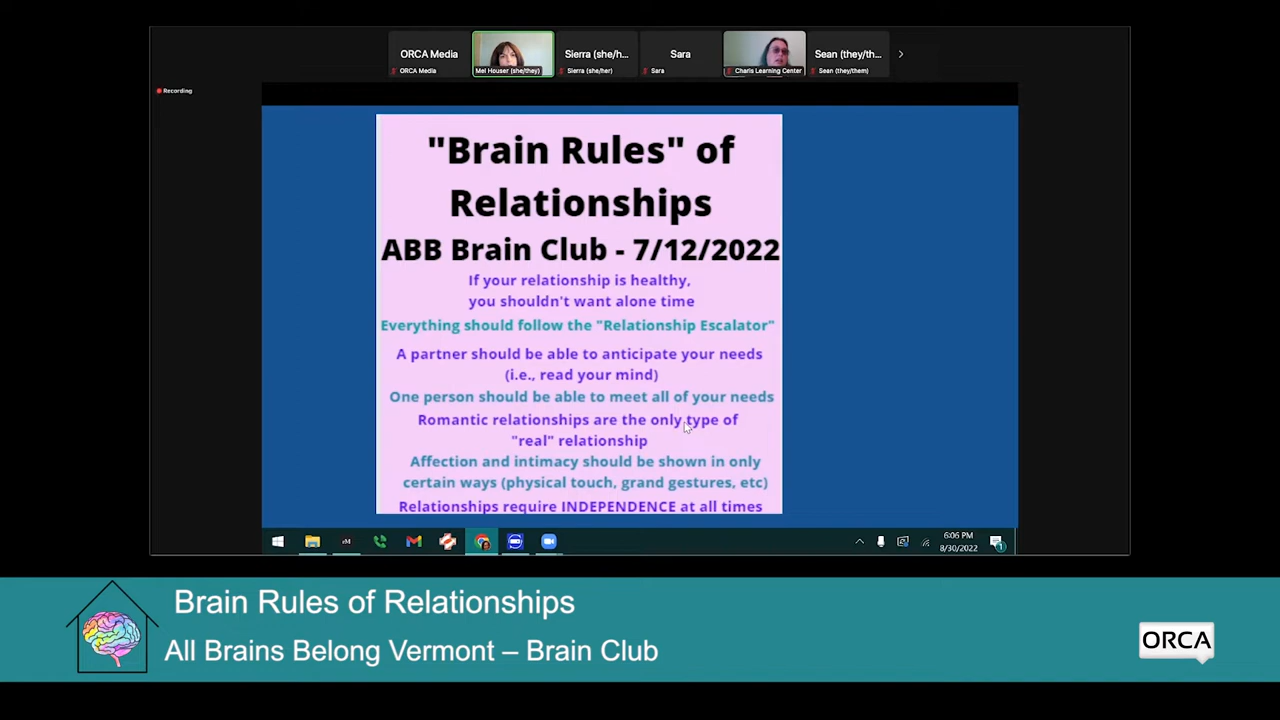 ORCA Media
Sierra (she/h...
Sara
Sean (they/th...
ORCA Media
Mel Houser (she/they)
Sierra (she/her)
Sara
Charis Learning Center
Sean (they/them)
Recording
"Brain Rules" of
Relationships
ABB Brain Club - 7/12/2022
If your relationship is healthy,
you shouldn't want alone time
Everything should follow the "Relationship Escalator"
A partner should be able to anticipate your needs
(i.e., read your mind)
One person should be able to meet all of your needs
Romantic relationships are the only type of
"real" relationship
Affection and intimacy should be shown in only
certain ways (physical touch, grand gestures, etc)
Relationships require INDEPENDENCE at all times
6:06 PM
8/30/2022
Brain Rules of Relationships
All Brains Belong Vermont – Brain Club
ORCA